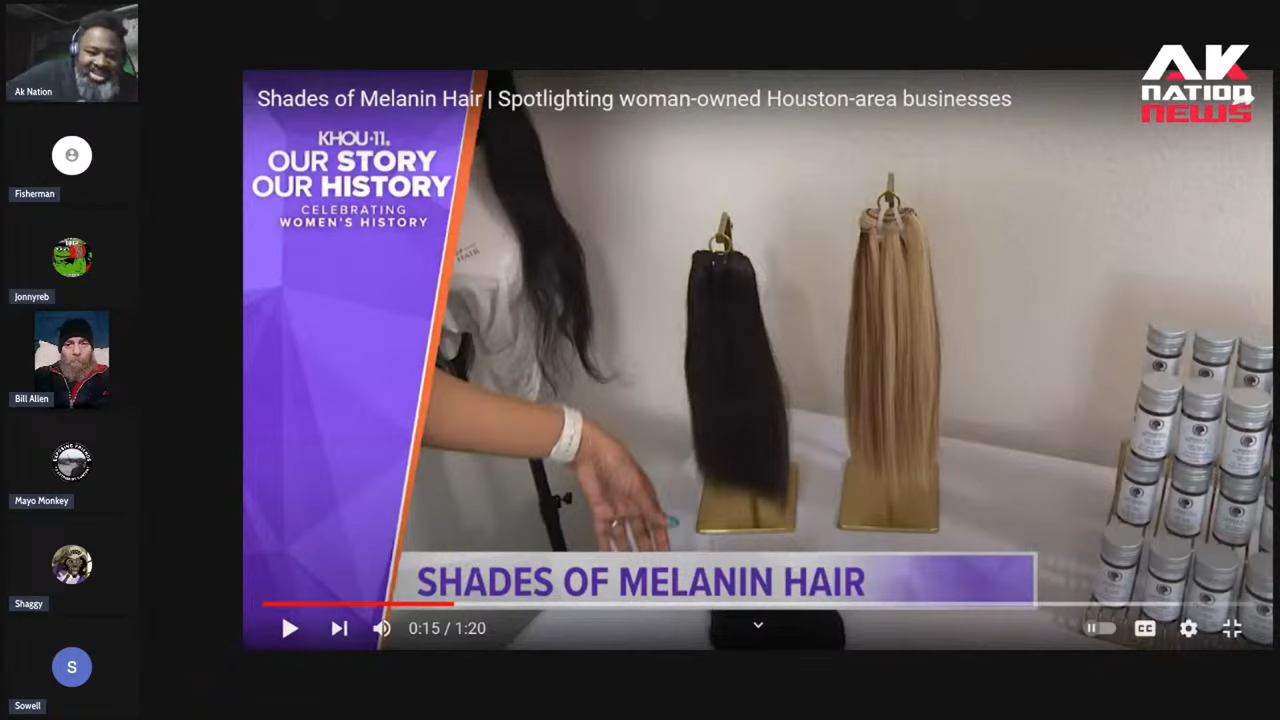 Ak Nation
Fisherman
Jonnyreb
Bill Allen
Mayo Monkey
Shaggy
S
Sowell
Shades of Melanin Hair | Spotlighting woman-owned Houston-area businesses
KHOU·11.
OUR STORY
OUR HISTORY
CELEBRATING
WOMEN'S HISTORY
HAIR
SHADES OF MELANIN HAIR
0:15 / 1:20
CC
AK
NATION
NEWS